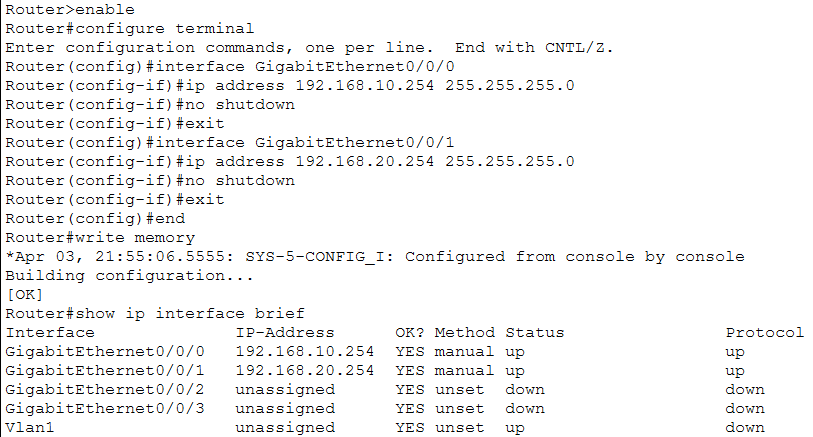 Router>enable
Router#configure terminal
Enter configuration commands, one per line.  End with CNTL/Z.
Router(config)#interface GigabitEthernet0/0/0
Router(config-if)#ip address 192.168.10.254 255.255.255.0
Router(config-if)#no shutdown
Router(config-if)#exit
Router(config)#interface GigabitEthernet0/0/1
Router(config-if)#ip address 192.168.20.254 255.255.255.0
Router(config-if)#no shutdown
Router(config-if)#exit
Router(config)#end
Router#write memory
*Apr 03, 21:55:06.5555: SYS-5-CONFIG_I: Configured from console by console
Building configuration...
[OK]
Router#show ip interface brief
Interface              IP-Address      OK? Method Status                Protocol
GigabitEthernet0/0/0   192.168.10.254  YES manual up                    up
GigabitEthernet0/0/1   192.168.20.254  YES manual up                    up
GigabitEthernet0/0/2   unassigned      YES unset  down                  down
GigabitEthernet0/0/3   unassigned      YES unset  down                  down
Vlan1                  unassigned      YES unset  up                    down